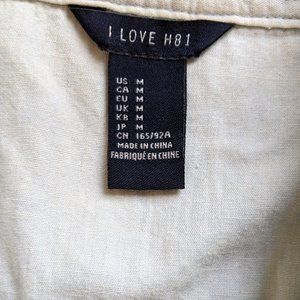 I LOVE H81
US M
CA M
EU M
UK M
KR M
JP M
CN 165/92A
MADE IN CHINA
FABRIQUÉ EN CHINE